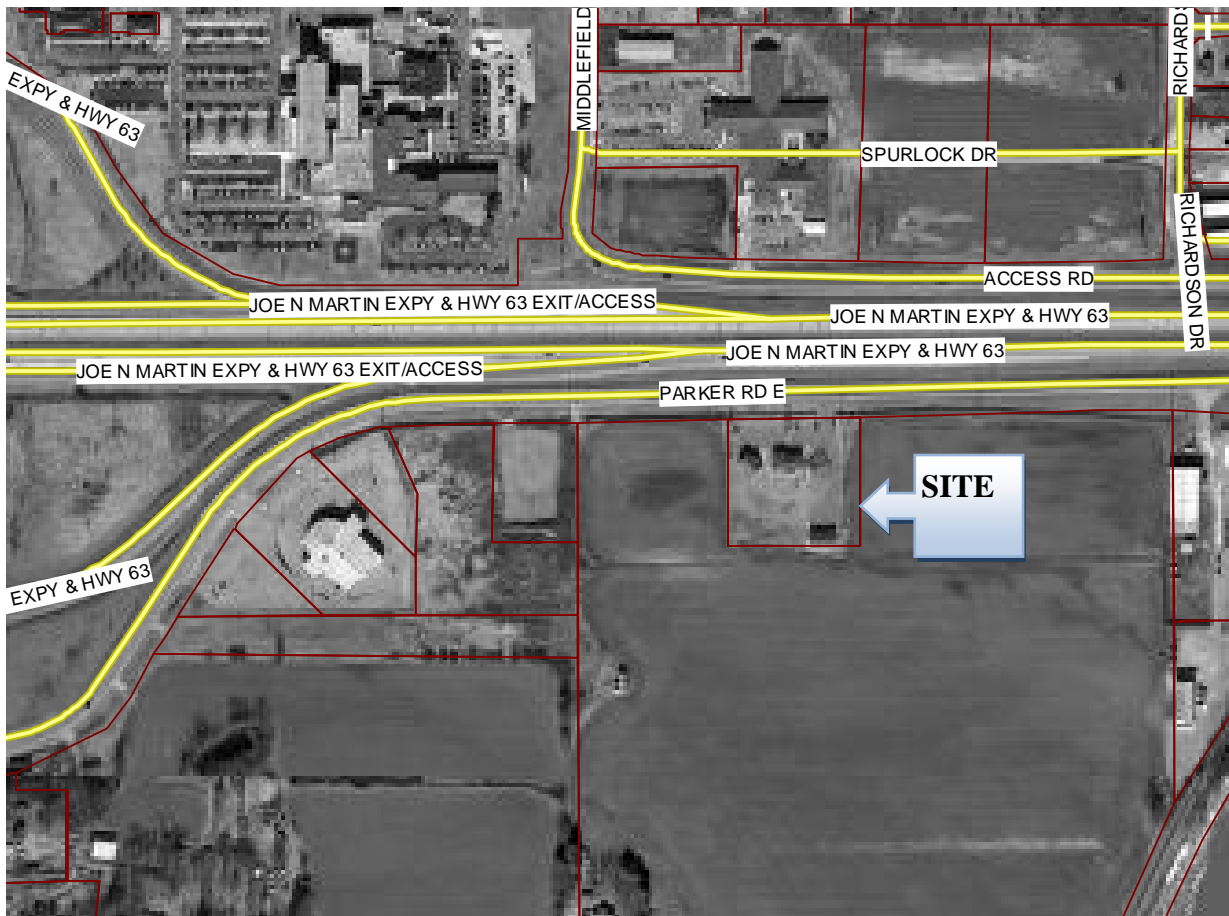 EXPY & HWY 63
MIDDLEFIELD
RICHARDS
SPURLOCK DR
RICHARDSON DR
ACCESS RD
JOE N MARTIN EXPY & HWY 63 EXIT/ACCESS
JOE N MARTIN EXPY & HWY 63
JOE N MARTIN EXPY & HWY 63
JOE N MARTIN EXPY & HWY 63 EXIT/ACCESS
PARKER RD E
SITE
EXPY & HWY 63